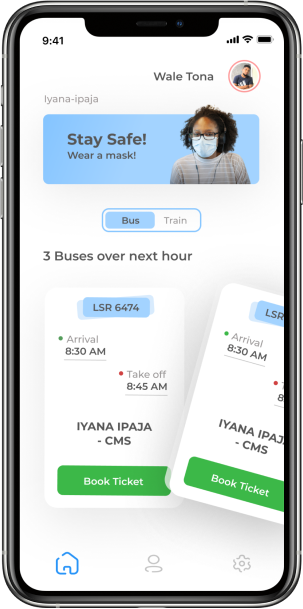 9:41
Wale Tona
Iyana-ipaja
Stay Safe!
Wear a mask!
Bus Train
3 Buses over next hour
LSR 6474
Arrival
8:30 AM
Take off
8:45 AM
IYANA IPAJA
- CMS
Book Ticket
LSR
Arrival
8:30 AM
T
8
IYANA IPAJ
- CMS
Book Ticket